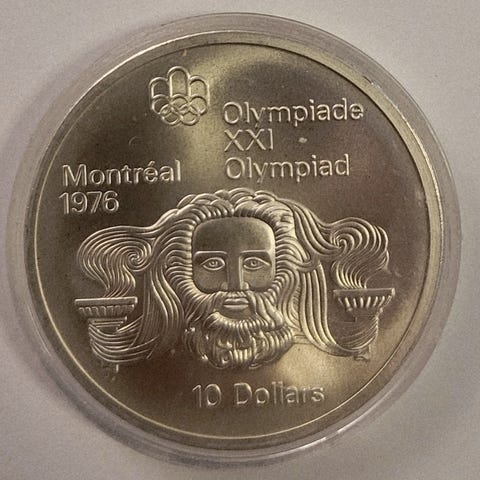 Olympiade
XXI
Olympiad
Montréal
1976
10 Dollars